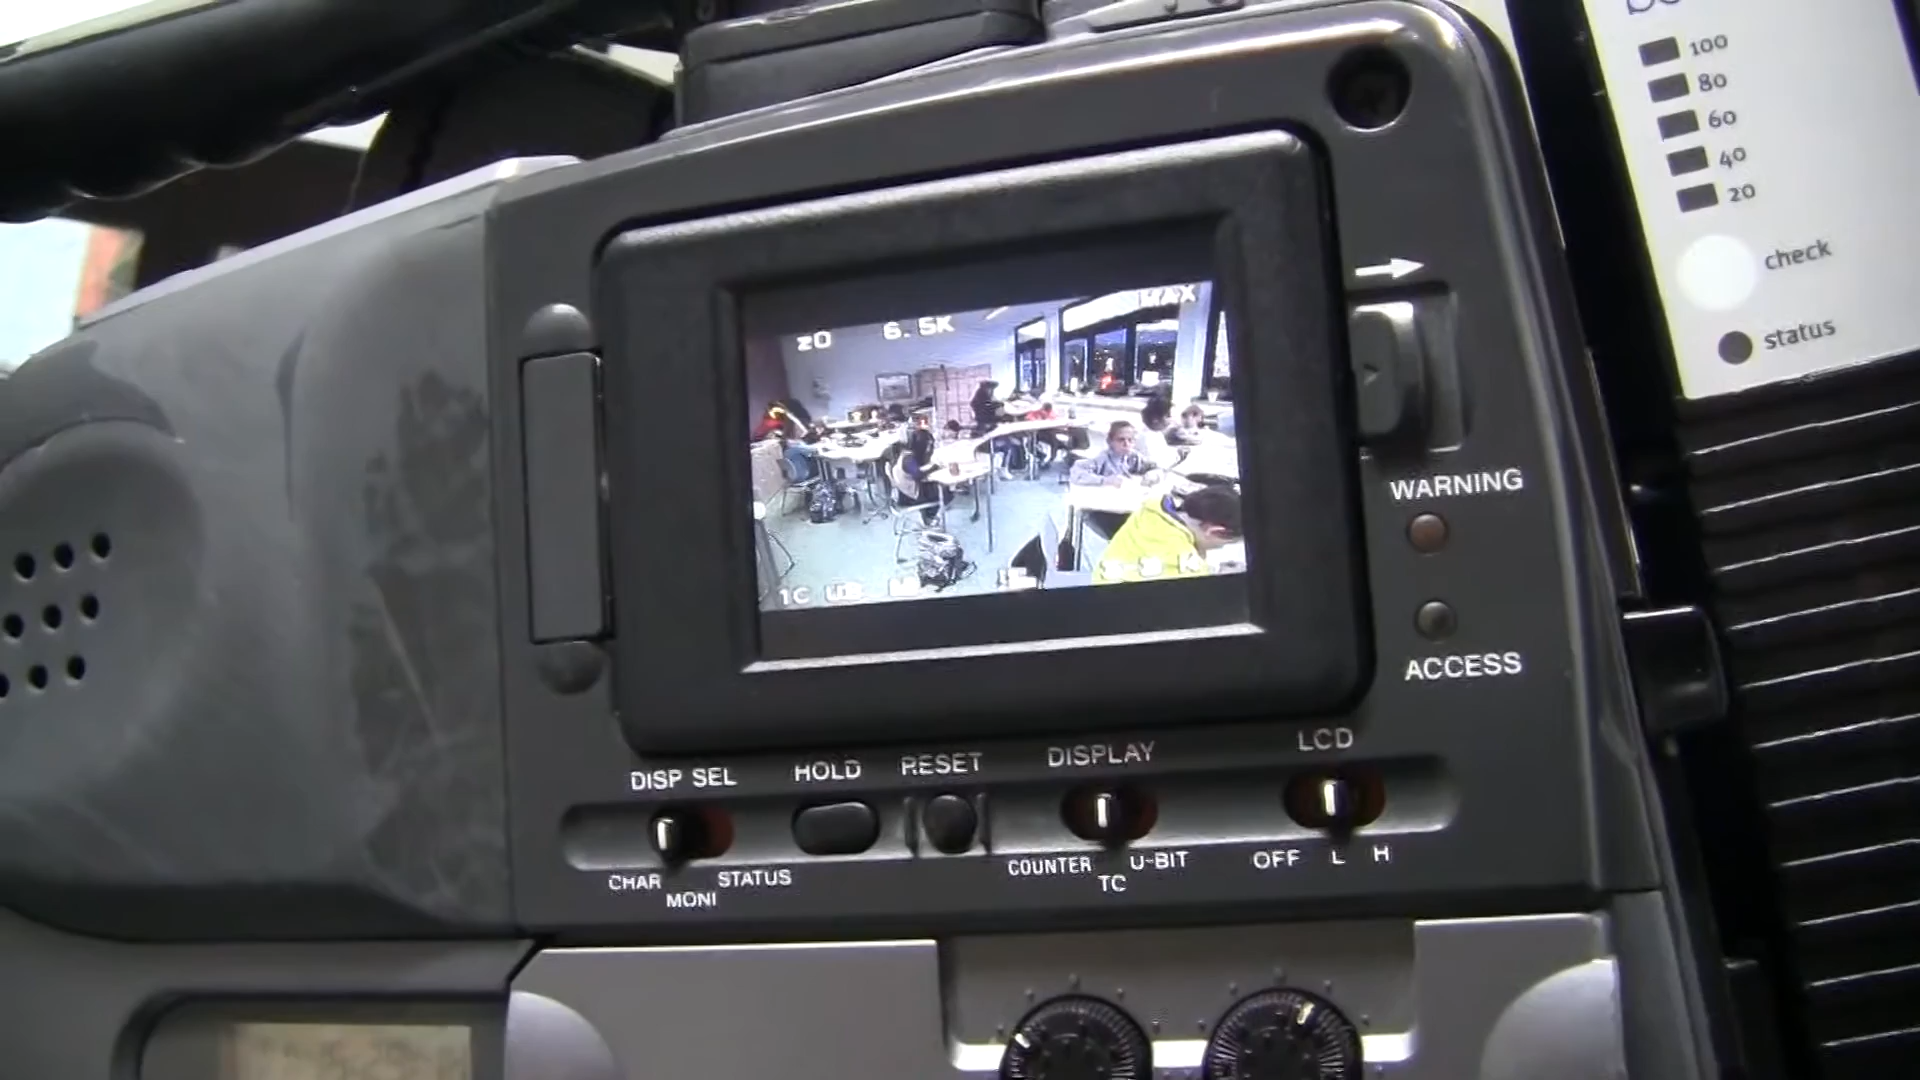 100
80
60
40
20
check
status
z0 6.5K MAX
1C
WARNING
ACCESS
DISP SEL HOLD RESET DISPLAY LCD
CHAR MONI STATUS COUNTER TC U-BIT OFF L H